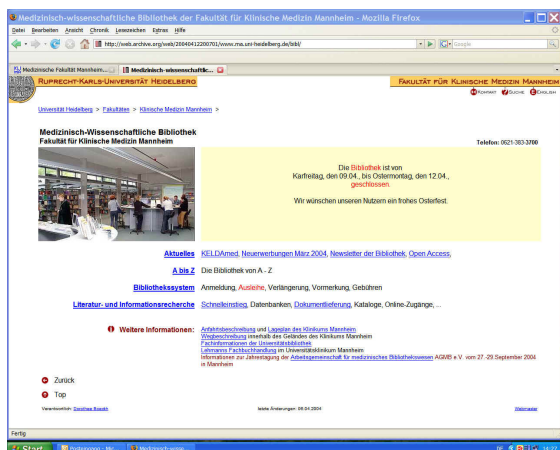 Medizinisch-wissenschaftliche Bibliothek der Fakultät für Klinische Medizin Mannheim - Mozilla Firefox
Datei Bearbeiten Ansicht Chronik Lesezeichen Extras Hilfe
http://web.archive.org/web/20040412200701/www.ma.uni-heidelberg.de/bibl/
Medizinische Fakultät Mannheim... Medizinisch-wissenschaftlic...
RUPRECHT-KARLS-UNIVERSITÄT HEIDELBERG FAKULTÄT FÜR KLINISCHE MEDIZIN MANNHEIM
KONTAKT SUCHE ENGLISH
Universität Heidelberg > Fakultäten > Klinische Medizin Mannheim >
Medizinisch-Wissenschaftliche Bibliothek
Fakultät für Klinische Medizin Mannheim Telefon: 0621-383-3700
Die Bibliothek ist von
Karfreitag, den 09.04., bis Ostermontag, den 12.04.,
geschlossen.
Wir wünschen unseren Nutzern ein frohes Osterfest.
Aktuelles KELDAmed, Neuerwerbungen März 2004, Newsletter der Bibliothek, Open Access,
A bis Z Die Bibliothek von A - Z
Bibliothekssystem Anmeldung, Ausleihe, Verlängerung, Vormerkung, Gebühren
Literatur- und Informationsrecherche Schnelleinstieg, Datenbanken, Dokumentlieferung, Kataloge, Online-Zugänge, ...
Weitere Informationen: Anfahrtsbeschreibung und Lageplan des Klinikums Mannheim
Wegbeschreibung innerhalb des Geländes des Klinikums Mannheim
Fachinformationen der Universitätsbibliothek
Lehmanns Fachbuchhandlung im Universitätsklinikum Mannheim
Informationen zur Jahrestagung der Arbeitsgemeinschaft für medizinisches Bibliothekswesen AGMB e.V. vom 27.-29 September 2004
in Mannheim
Zurück
Top
Verantwortlich: Dorothee Boeckh letzte Änderungen: 08.04.2004 Webmaster
Fertig
Start Medizinisch-wisse... DE 14:27